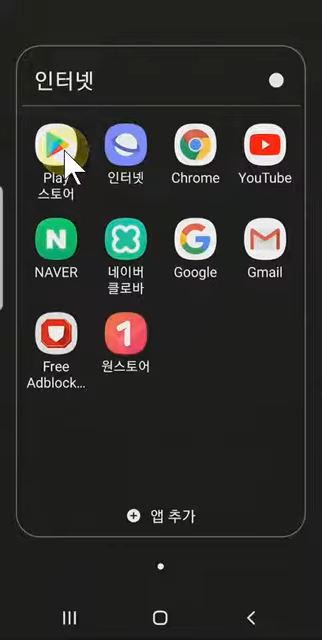 인터넷
Play 스토어
인터넷
Chrome
YouTube
N
NAVER
네이버 클로바
Google
Gmail
Free Adblock...
1
원스토어
앱 추가